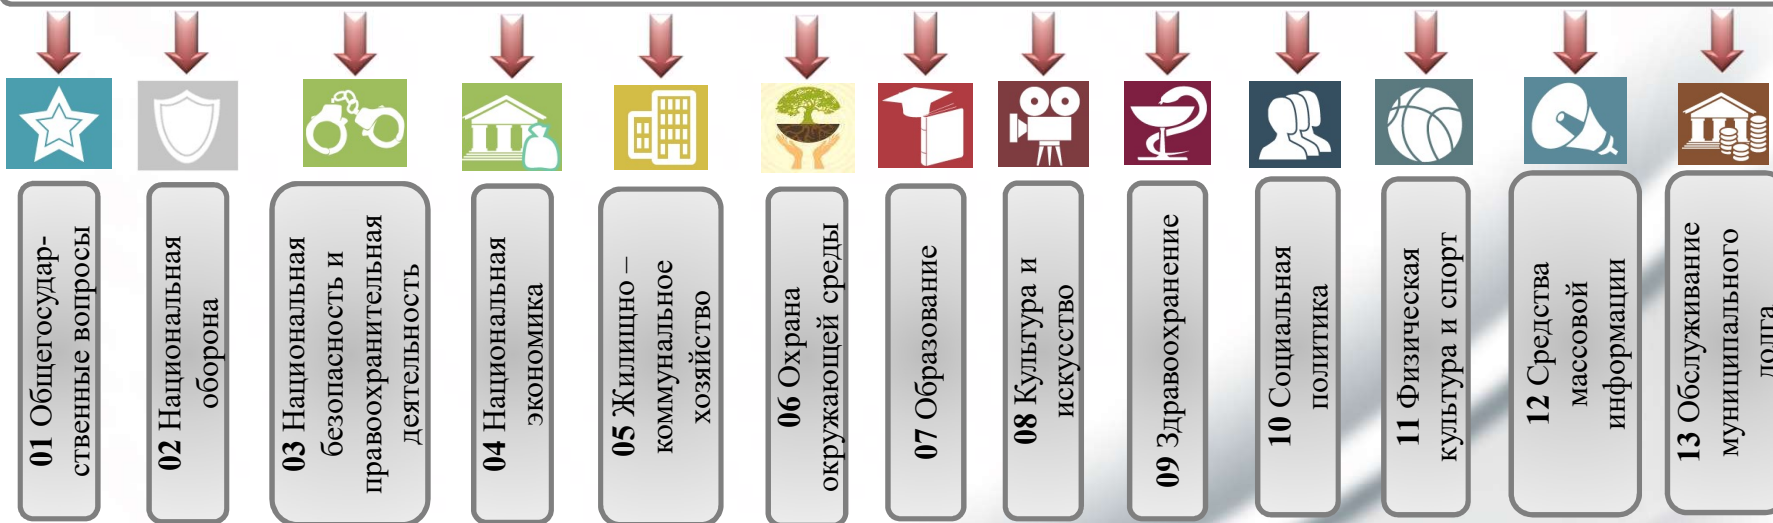 01 Общегосудар-
ственные вопросы
02 Национальная
оборона
03 Национальная
безопасность и
правоохранительная
деятельность
04 Национальная
экономика
05 Жилищно –
коммунальное
хозяйство
06 Охрана
окружающей среды
07 Образование
08 Культура и
искусство
09 Здравоохранение
10 Социальная
политика
11 Физическая
культура и спорт
12 Средства
массовой
информации
13 Обслуживание
муниципального
долга